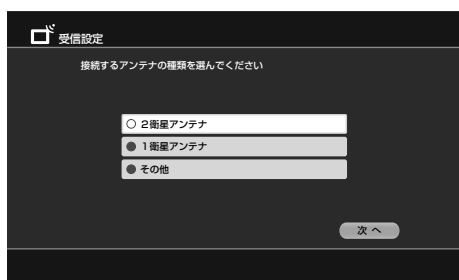 受信設定
接続するアンテナの種類を選んでください
2衛星アンテナ
1衛星アンテナ
その他
次へ